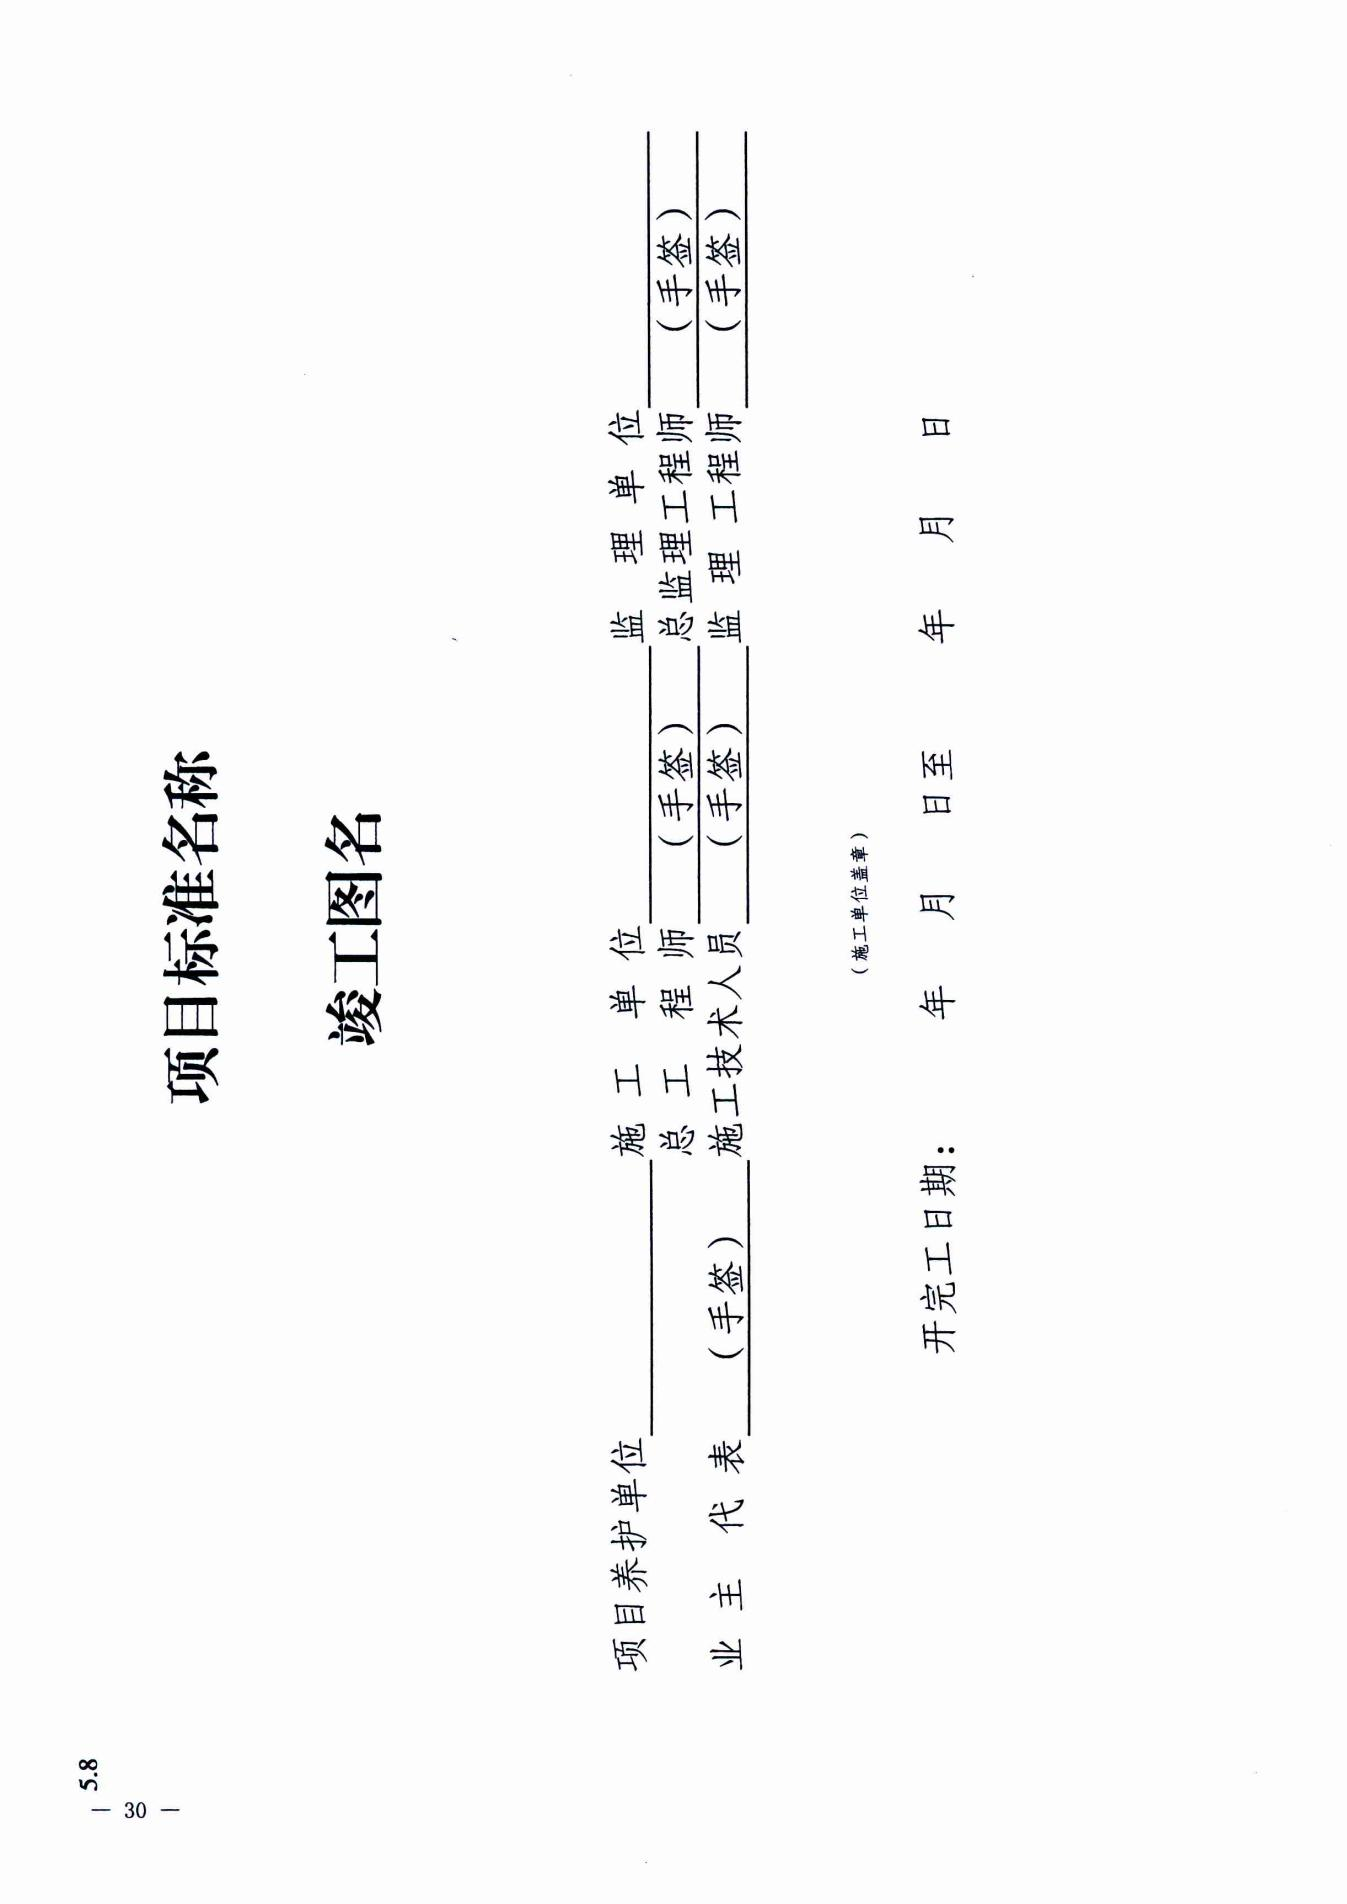 5.8
项目标准名称
竣工图名
项目养护单位 施工单位 监理单位
总工程师 （手签） 总监理工程师 （手签）
业主代表 （手签） 施工技术人员 （手签） 监理工程师 （手签）
（施工单位盖章）
开完工日期： 年 月 日至 年 月 日
— 30 —